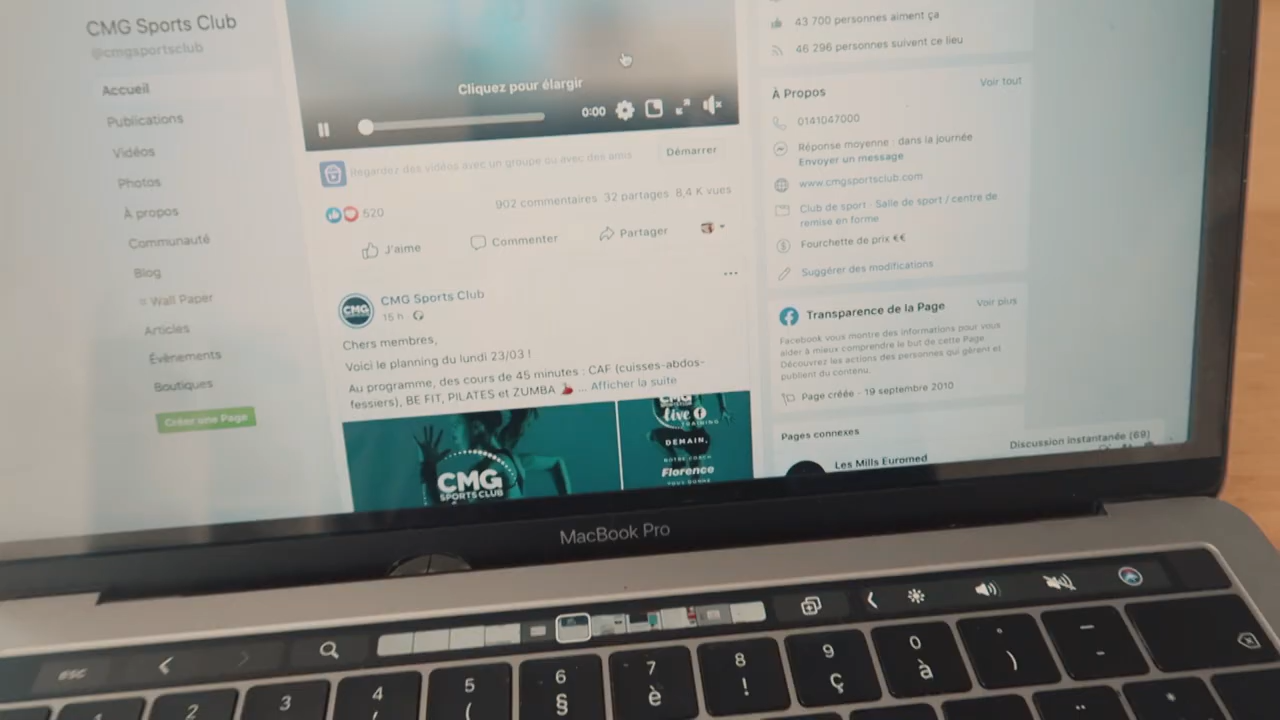 CMG Sports Club
@cmgsportsclub
Accueil
Publications
Vidéos
Photos
À propos
Communauté
Blog
¤ Wall Paper
Articles
Évènements
Boutiques
Créer une Page
Cliquez pour élargir
0:00
Regardez des vidéos avec un groupe ou avec des amis
Démarrer
520
902 commentaires 32 partages 8,4 K vues
J'aime
Commenter
Partager
CMG Sports Club
15 h
Chers membres,
Voici le planning du lundi 23/03 !
Au programme, des cours de 45 minutes : CAF (cuisses-abdos-
fessiers), BE FIT, PILATES et ZUMBA ... Afficher la suite
CMG
SPORTS CLUB
CMG
live
TRAINING
DEMAIN,
NOTRE COACH
Florence
VOUS DONNE
43 700 personnes aiment ça
46 296 personnes suivent ce lieu
À Propos
Voir tout
0141047000
Réponse moyenne : dans la journée
Envoyer un message
www.cmgsportsclub.com
Club de sport · Salle de sport / centre de
remise en forme
Fourchette de prix €€
Suggérer des modifications
Transparence de la Page
Voir plus
Facebook vous montre des informations pour vous
aider à mieux comprendre le but de cette Page.
Découvrez les actions des personnes qui gèrent et
publient du contenu.
Page créée - 19 septembre 2010
Pages connexes
Les Mills Euromed
Discussion instantanée (69)
MacBook Pro
esc
1
2
3
4
5
(
6
§
7
è
8
!
9
ç
0
à
°
)
_
-
¨
*